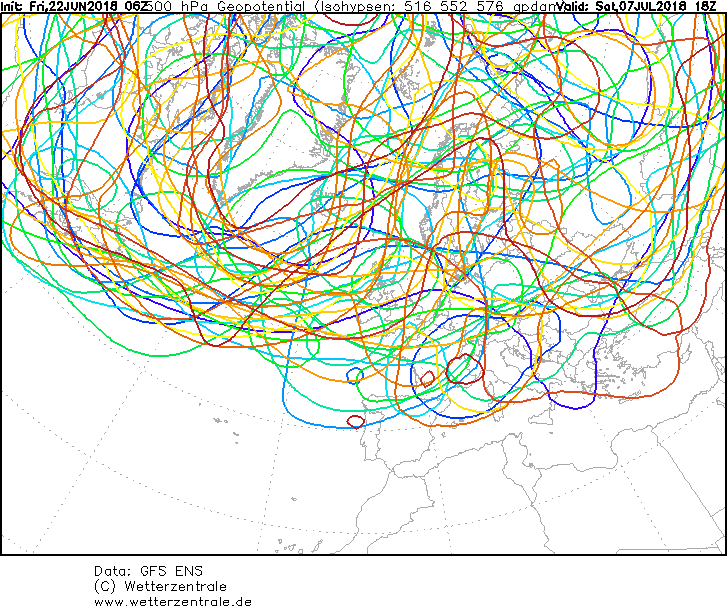 Init: Fri,22JUN2018 06Z 500 hPa Geopotential (Isohypsen: 516 552 576 gpdam) Valid: Sat,07JUL2018 18Z
Data: GFS ENS
(C) Wetterzentrale
www.wetterzentrale.de